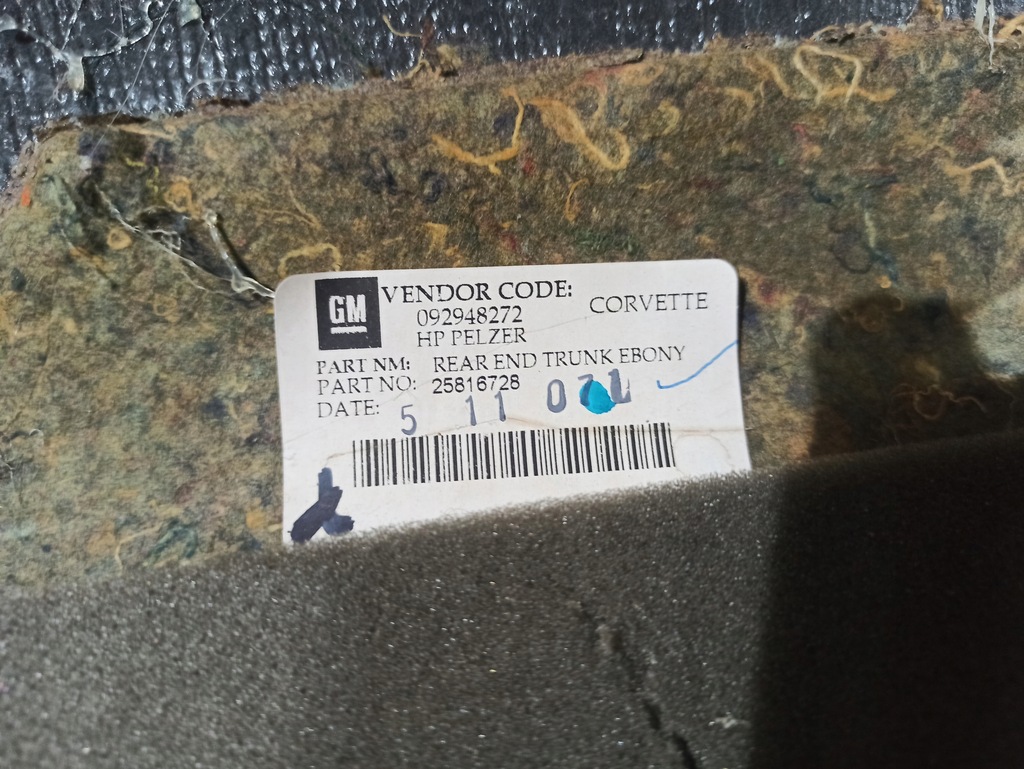 GM
VENDOR CODE:
CORVETTE
092948272
HP PELZER
PART NM: REAR END TRUNK EBONY
PART NO: 25816728
DATE: 5 11